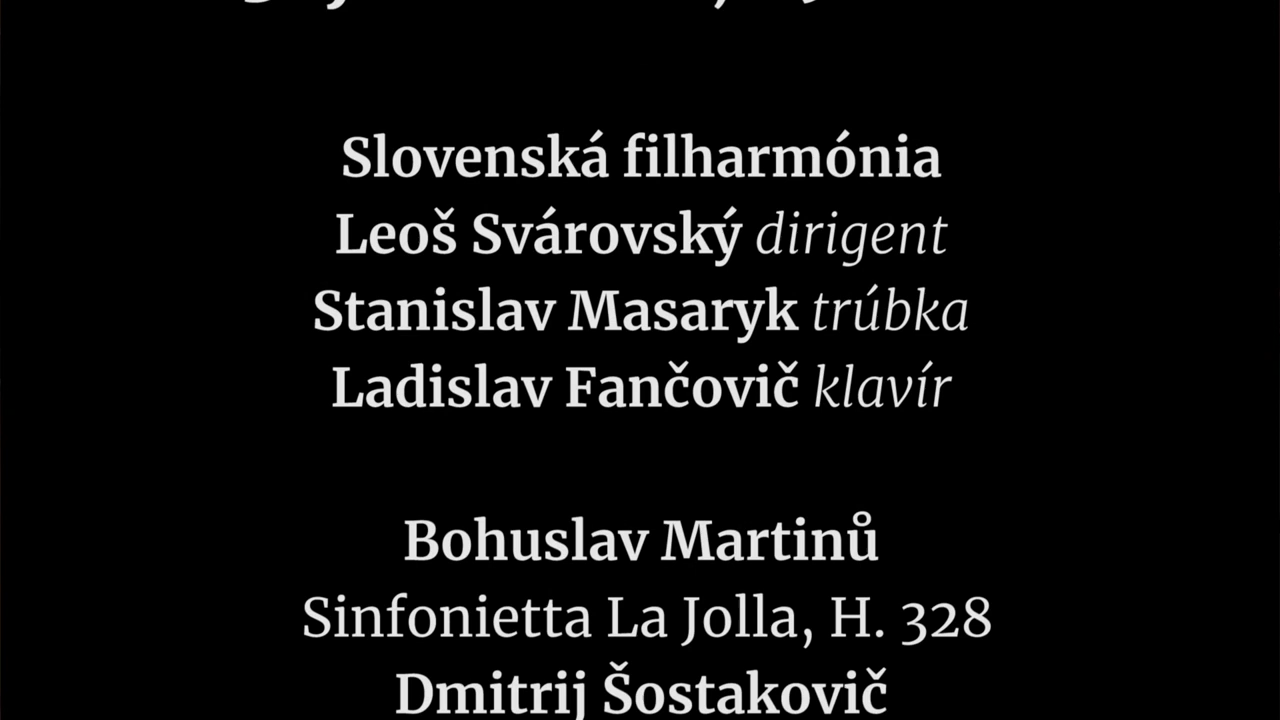 Slovenská filharmónia
Leoš Svárovský dirigent
Stanislav Masaryk trúbka
Ladislav Fančovič klavír
Bohuslav Martinů
Sinfonietta La Jolla, H. 328
Dmitrij Šostakovič